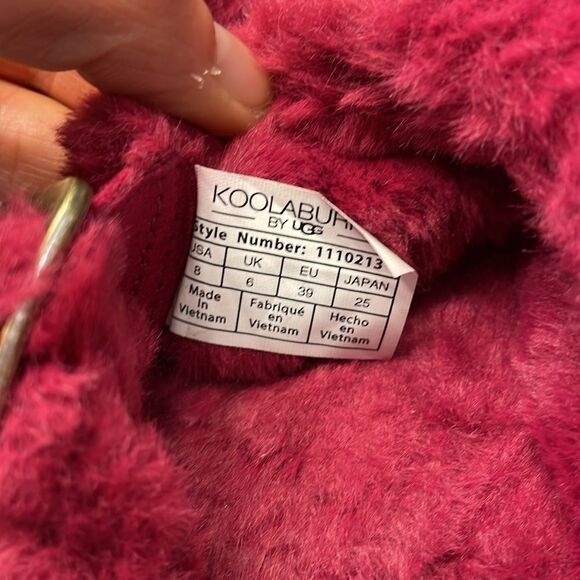 KOOLABUR
BY UGG
Style Number: 1110213
USA UK EU JAPAN
8 6 39 25
Made Fabriqué Hecho
In en en
Vietnam Vietnam Vietnam